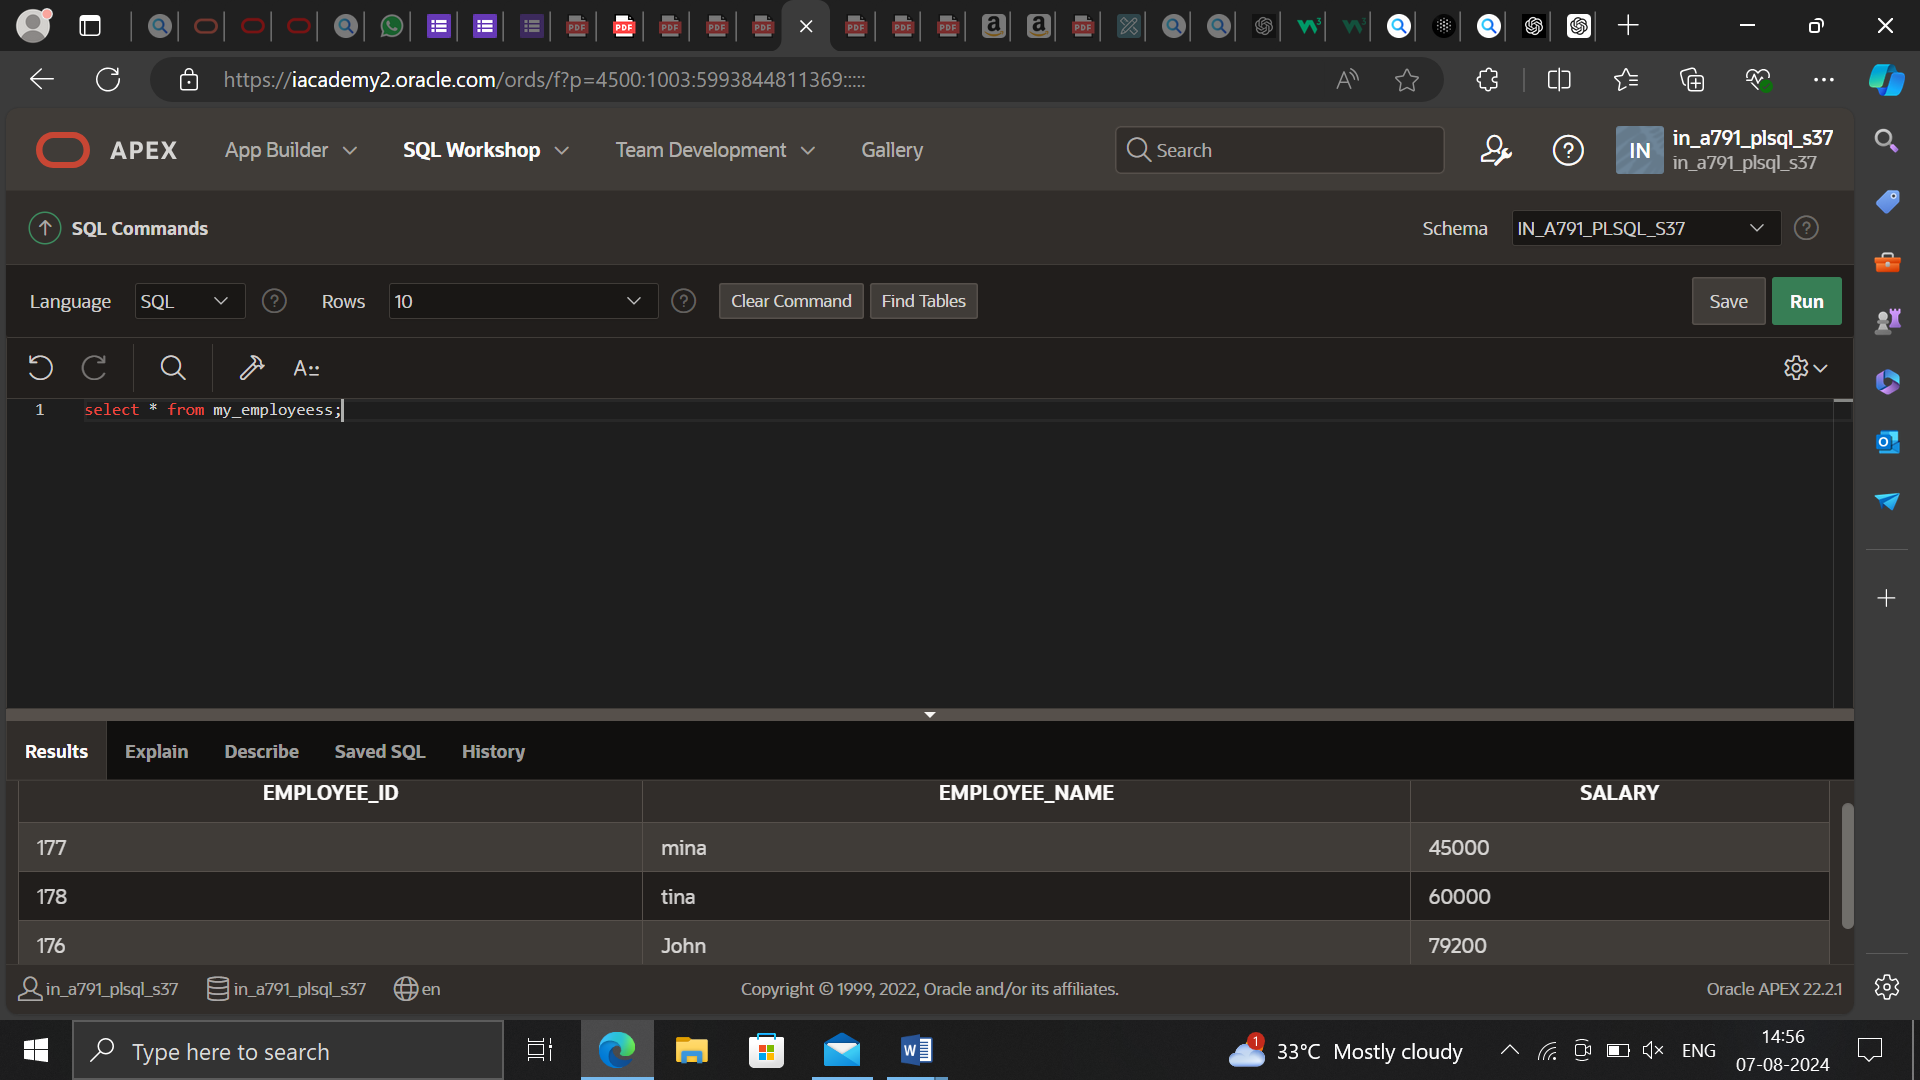 https://iacademy2.oracle.com/ords/f?p=4500:1003:5993844811369:::::
APEX App Builder SQL Workshop Team Development Gallery Search IN in_a791_plsql_s37
in_a791_plsql_s37
SQL Commands Schema IN_A791_PLSQL_S37
Language SQL Rows 10 Clear Command Find Tables Save Run
1 select * from my_employeess;
Results Explain Describe Saved SQL History
EMPLOYEE_ID EMPLOYEE_NAME SALARY
177 mina 45000
178 tina 60000
176 John 79200
in_a791_plsql_s37 in_a791_plsql_s37 en Copyright © 1999, 2022, Oracle and/or its affiliates. Oracle APEX 22.2.1
Type here to search 1 33°C Mostly cloudy ENG 14:56
07-08-2024